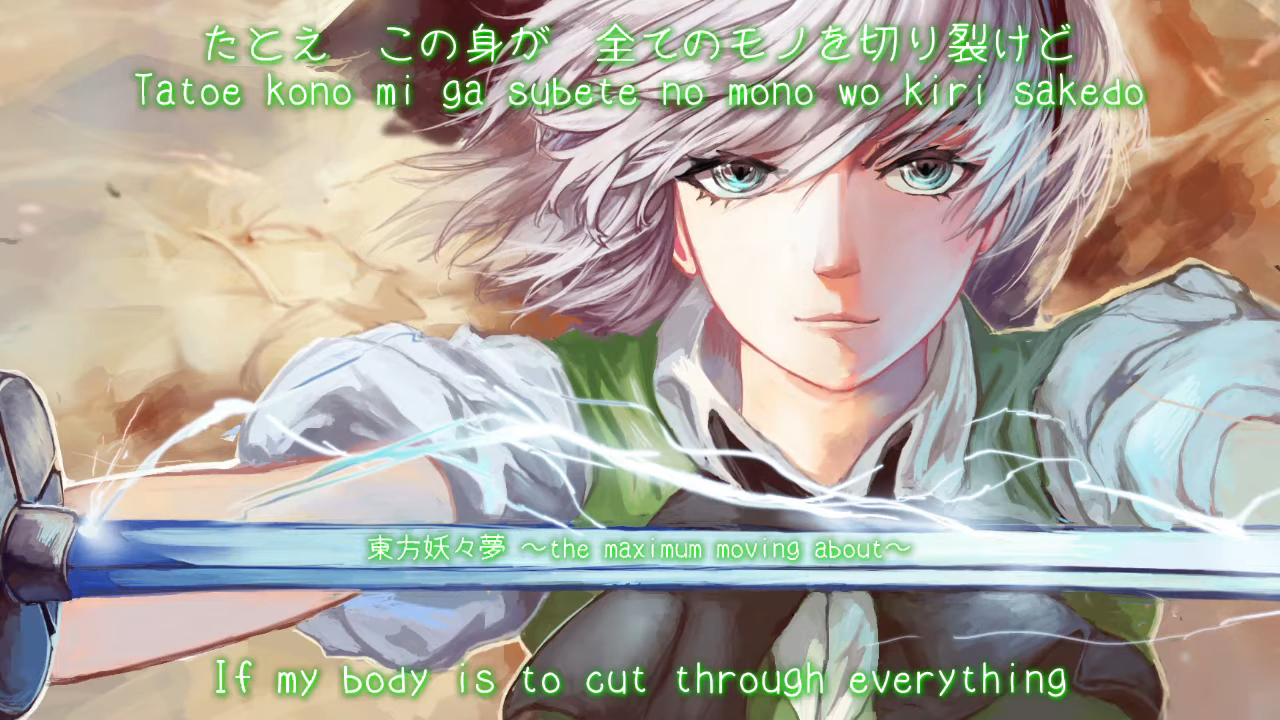 たとえ　この身が　全てのモノを切り裂けど
Tatoe kono mi ga subete no mono wo kiri sakedo
東方妖々夢 ～the maximum moving about～
If my body is to cut through everything